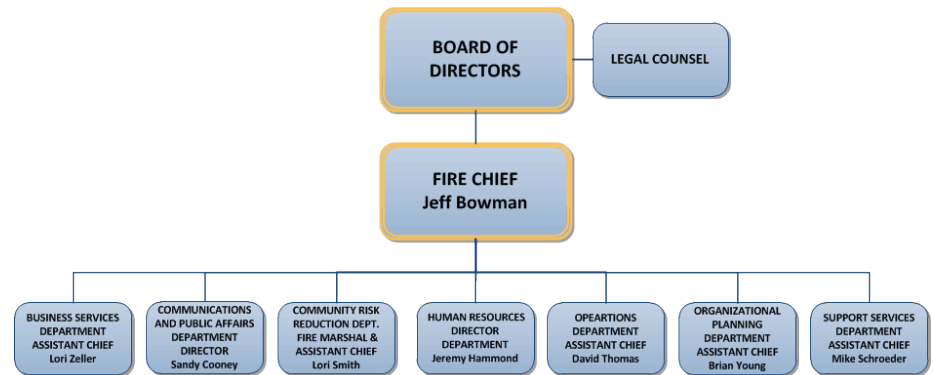 BOARD OF
DIRECTORS
LEGAL COUNSEL
FIRE CHIEF
Jeff Bowman
BUSINESS SERVICES
DEPARTMENT
ASSISTANT CHIEF
Lori Zeller
COMMUNICATIONS
AND PUBLIC AFFAIRS
DEPARTMENT
DIRECTOR
Sandy Cooney
COMMUNITY RISK
REDUCTION DEPT.
FIRE MARSHAL &
ASSISTANT CHIEF
Lori Smith
HUMAN RESOURCES
DIRECTOR
DEPARTMENT
Jeremy Hammond
OPEARTIONS
DEPARTMENT
ASSISTANT CHIEF
David Thomas
ORGANIZATIONAL
PLANNING
DEPARTMENT
ASSISTANT CHIEF
Brian Young
SUPPORT SERVICES
DEPARTMENT
ASSISTANT CHIEF
Mike Schroeder